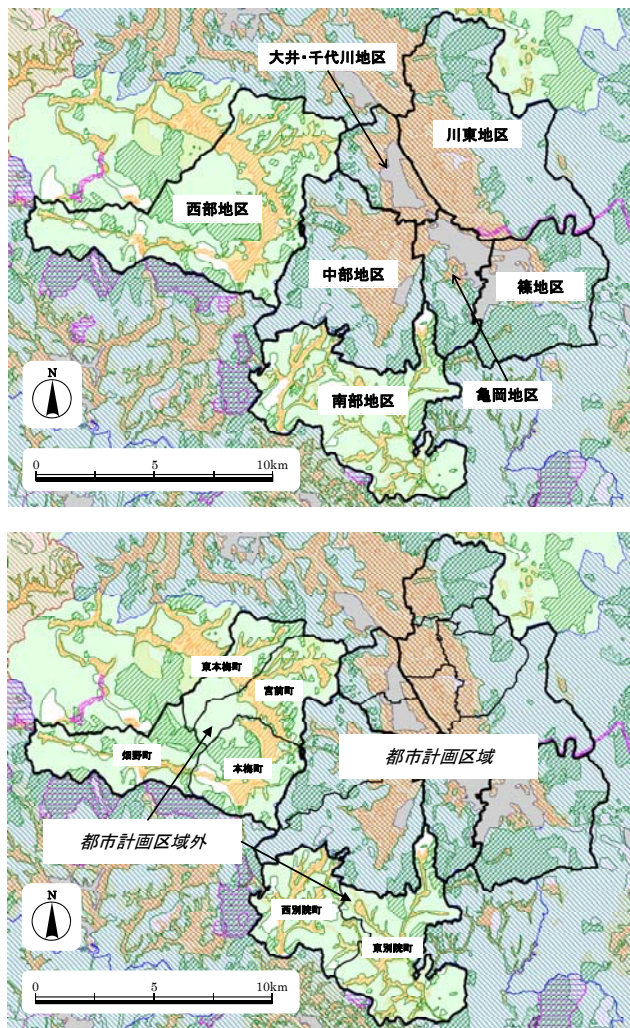 大井・千代川地区
川東地区
西部地区
中部地区
篠地区
南部地区
亀岡地区
N
0 5 10km
東本梅町
宮前町
都市計画区域
畑野町
本梅町
都市計画区域外
西別院町
東別院町
N
0 5 10km